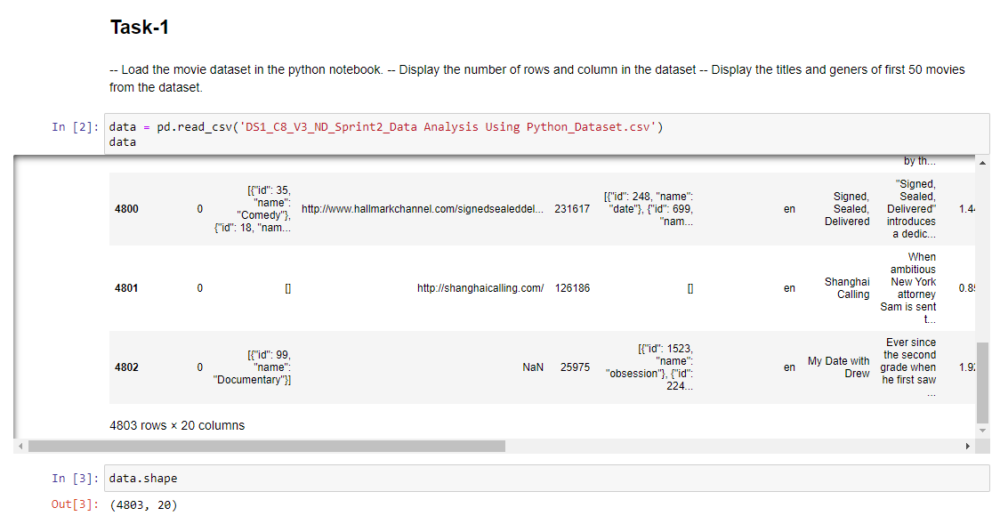 Task-1
-- Load the movie dataset in the python notebook. -- Display the number of rows and column in the dataset -- Display the titles and geners of first 50 movies
from the dataset.
In [2]: data = pd.read_csv('DS1_C8_V3_ND_Sprint2_Data Analysis Using Python_Dataset.csv')
data
by th...
4800 0 [{"id": 35, "name": "Comedy"}, {"id": 18, "nam... http://www.hallmarkchannel.com/signedsealeddel... 231617 [{"id": 248, "name": "date"}, {"id": 699, "nam... en Signed, Sealed, Delivered "Signed, Sealed, Delivered" introduces a dedic... 1.44
4801 0 [] http://shanghaicalling.com/ 126186 [] en Shanghai Calling When ambitious New York attorney Sam is sent t... 0.85
4802 0 [{"id": 99, "name": "Documentary"}] NaN 25975 [{"id": 1523, "name": "obsession"}, {"id": 224... en My Date with Drew Ever since the second grade when he first saw ... 1.92
4803 rows × 20 columns
In [3]: data.shape
Out[3]: (4803, 20)